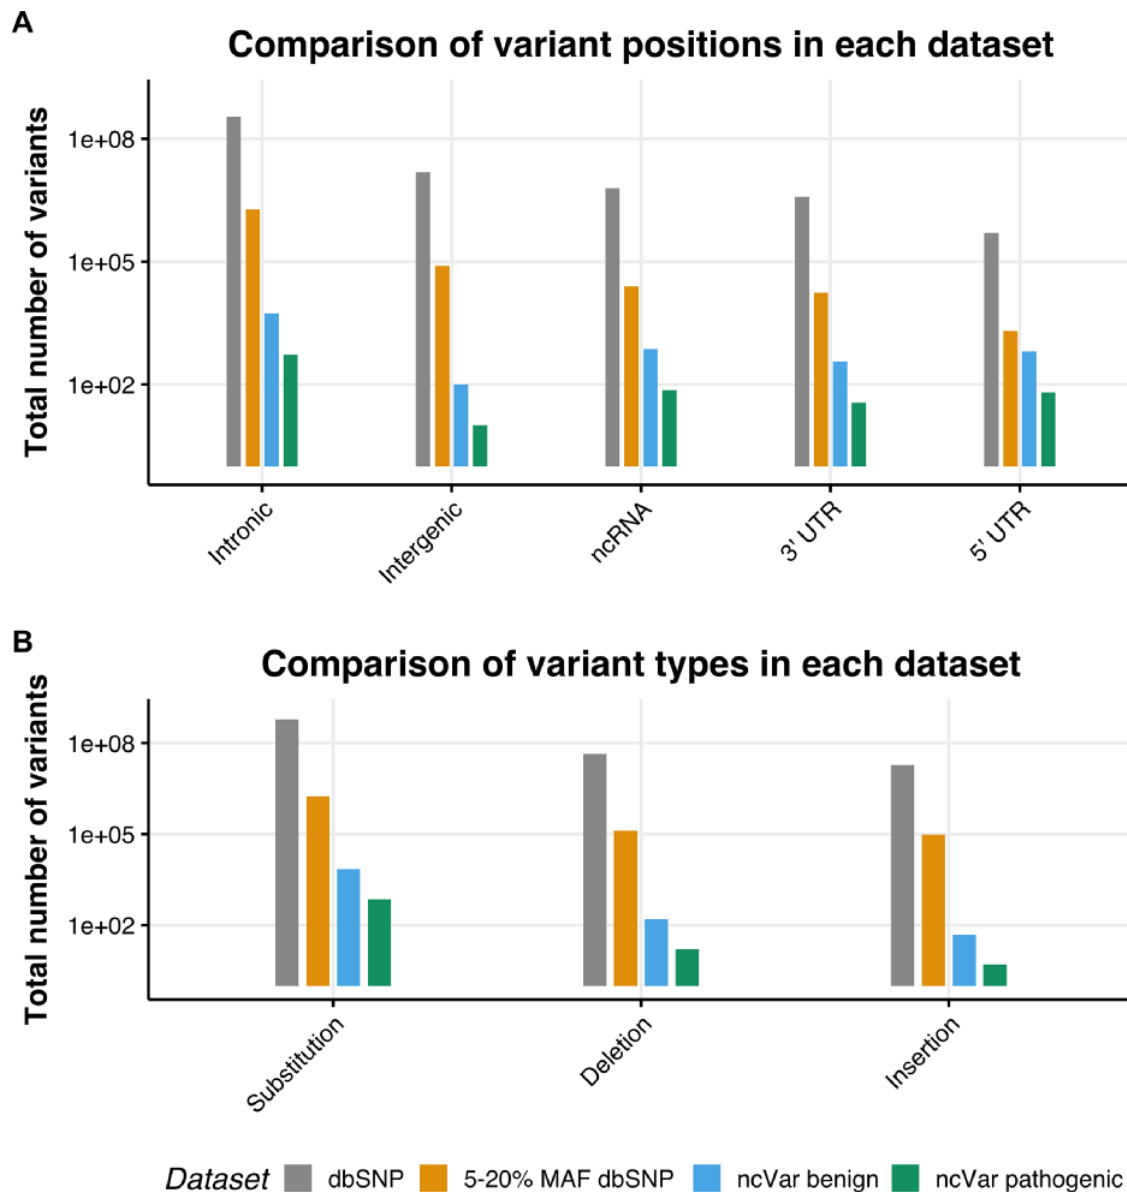 A
Comparison of variant positions in each dataset
Total number of variants
1e+08
1e+05
1e+02
Intronic
Intergenic
ncRNA
3' UTR
5' UTR
B
Comparison of variant types in each dataset
Total number of variants
1e+08
1e+05
1e+02
Substitution
Deletion
Insertion
Dataset dbSNP 5-20% MAF dbSNP ncVar benign ncVar pathogenic